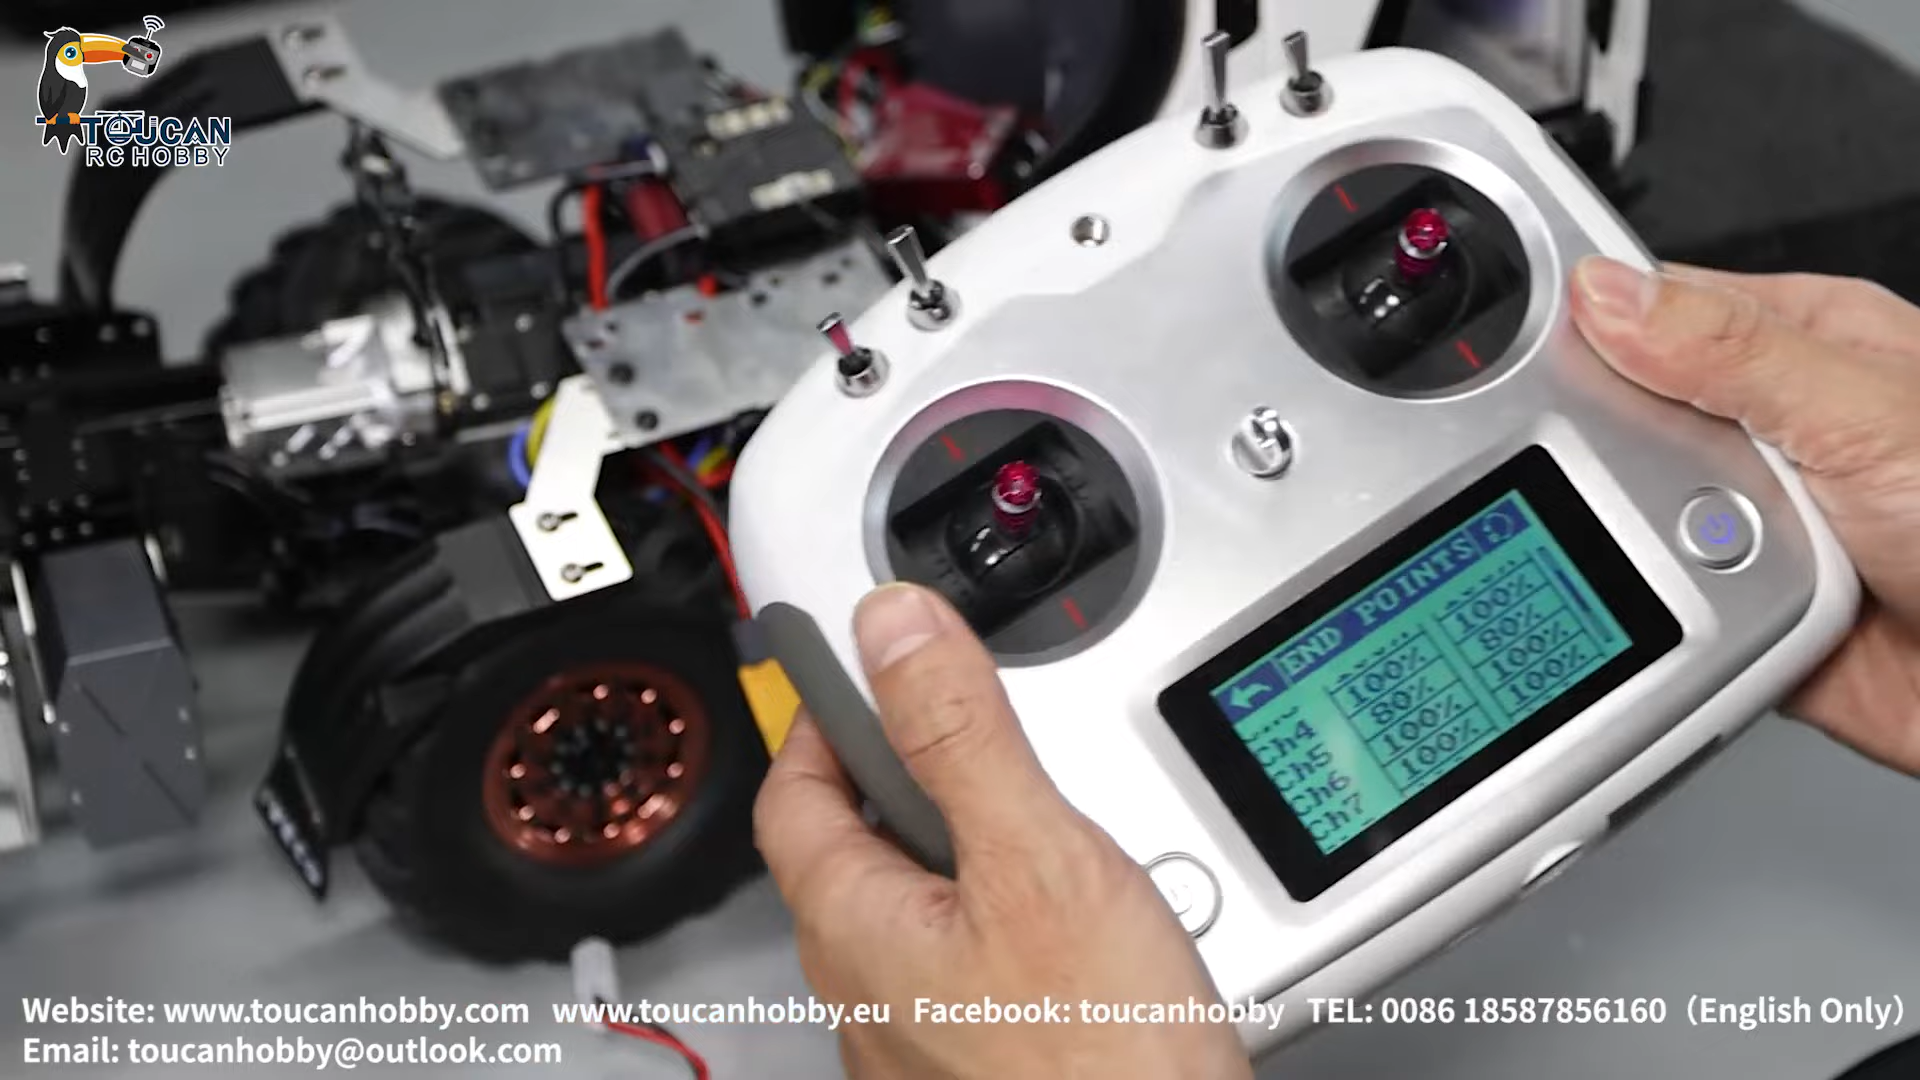 TOUCAN
RC HOBBY
END POINTS
100% 100%
Ch4 80% 80%
Ch5 100% 100%
Ch6 100% 100%
Ch7
Website: www.toucanhobby.com www.toucanhobby.eu Facebook: toucanhobby TEL: 0086 18587856160（English Only）
Email: toucanhobby@outlook.com